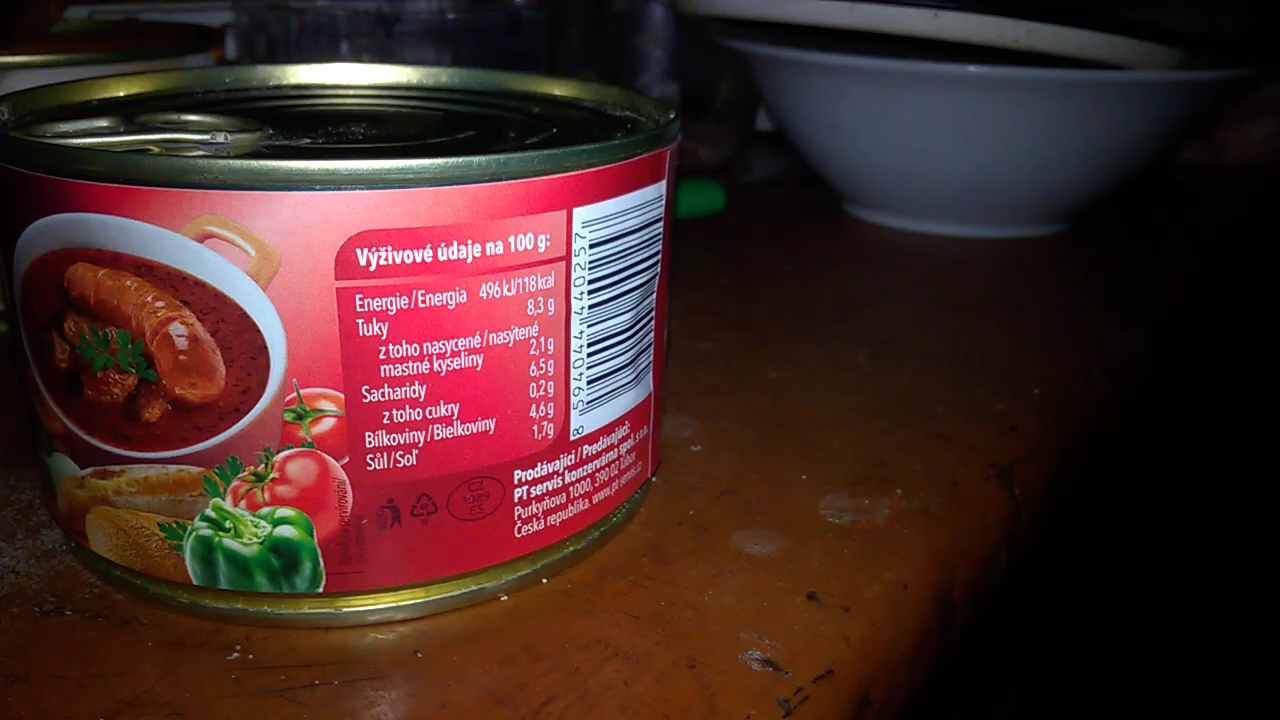 Výživové údaje na 100 g:
Energie / Energia 496 kJ/118 kcal
Tuky 8,3 g
z toho nasycené / nasýtené
mastné kyseliny 2,1 g
Sacharidy 6,5 g
z toho cukry 0,2 g
Bílkoviny / Bielkoviny 4,6 g
Sůl / Soľ 1,7g
8 594044 440257
CZ
1089
ES
Prodávající / Predávajúci:
PT servis konzervárna spol. s r.o.
Purkyňova 1000, 390 02 Tábor
Česká republika. www.pt servis.cz